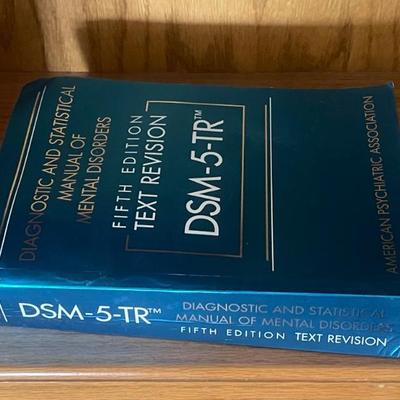 DIAGNOSTIC AND STATISTICAL
MANUAL OF
MENTAL DISORDERS
FIFTH EDITION
TEXT REVISION
DSM-5-TR™
AMERICAN PSYCHIATRIC ASSOCIATION
DSM-5-TR™
DIAGNOSTIC AND STATISTICAL
MANUAL OF MENTAL DISORDERS
FIFTH EDITION TEXT REVISION